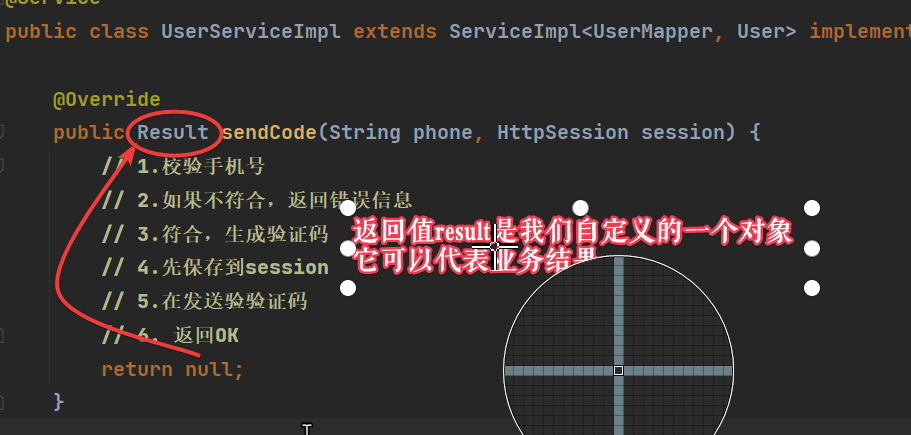 @Service
public class UserServiceImpl extends ServiceImpl<UserMapper, User> implement
@Override
public Result sendCode(String phone, HttpSession session) {
// 1.校验手机号
// 2.如果不符合，返回错误信息
返回值result是我们自定义的一个对象
// 3.符合，生成验证码
它可以代表业务结果
// 4.先保存到session
// 5.在发送验验证码
// 6. 返回OK
return null;
}